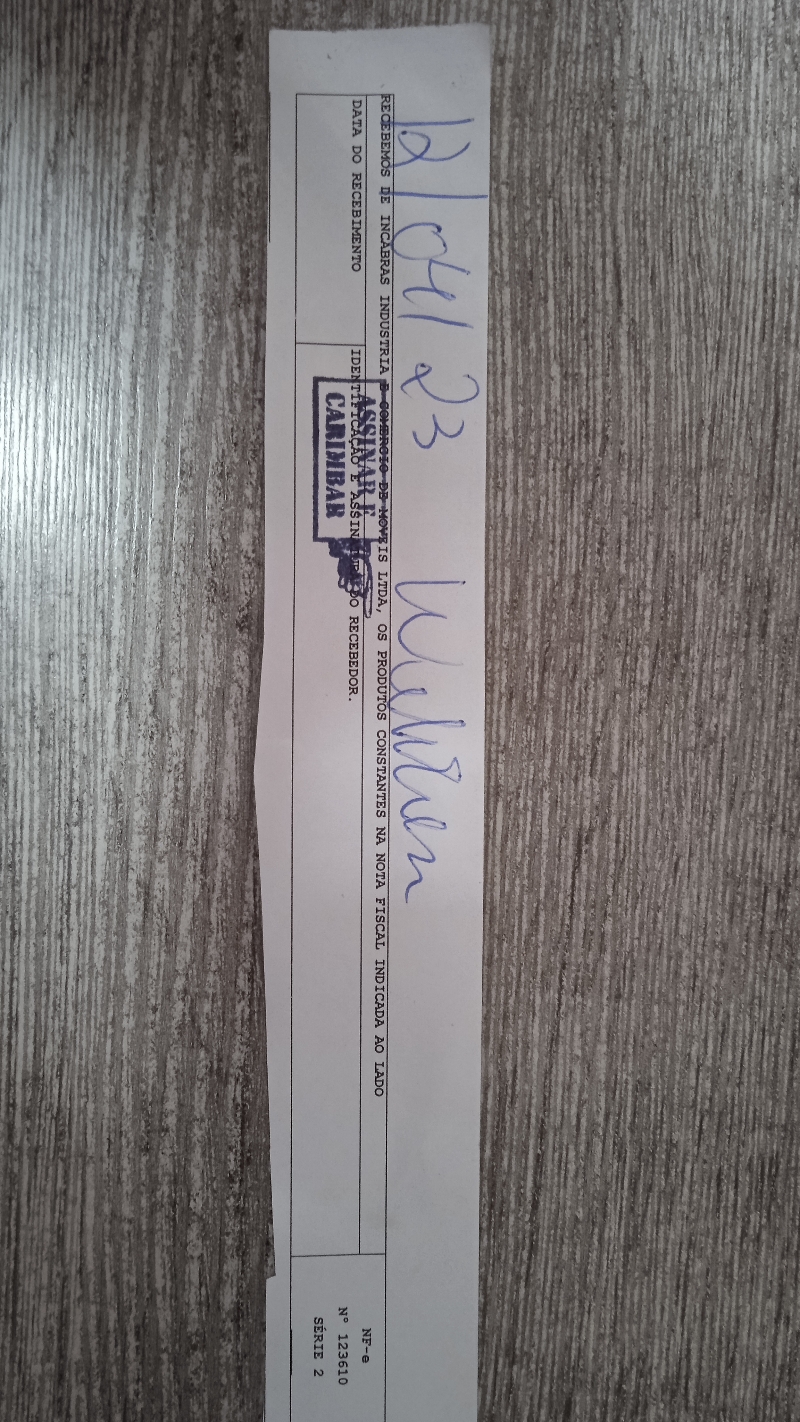 12/04/23
RECEBEMOS DE INCABRAS INDUSTRIA E COMERCIO DE MOVEIS LTDA, OS PRODUTOS CONSTANTES NA NOTA FISCAL INDICADA AO LADO
DATA DO RECEBIMENTO
IDENTIFICAÇÃO E ASSINATURA DO RECEBEDOR.
ASSINAR E
CARIMBAR
NF-e
Nº 123610
SÉRIE 2